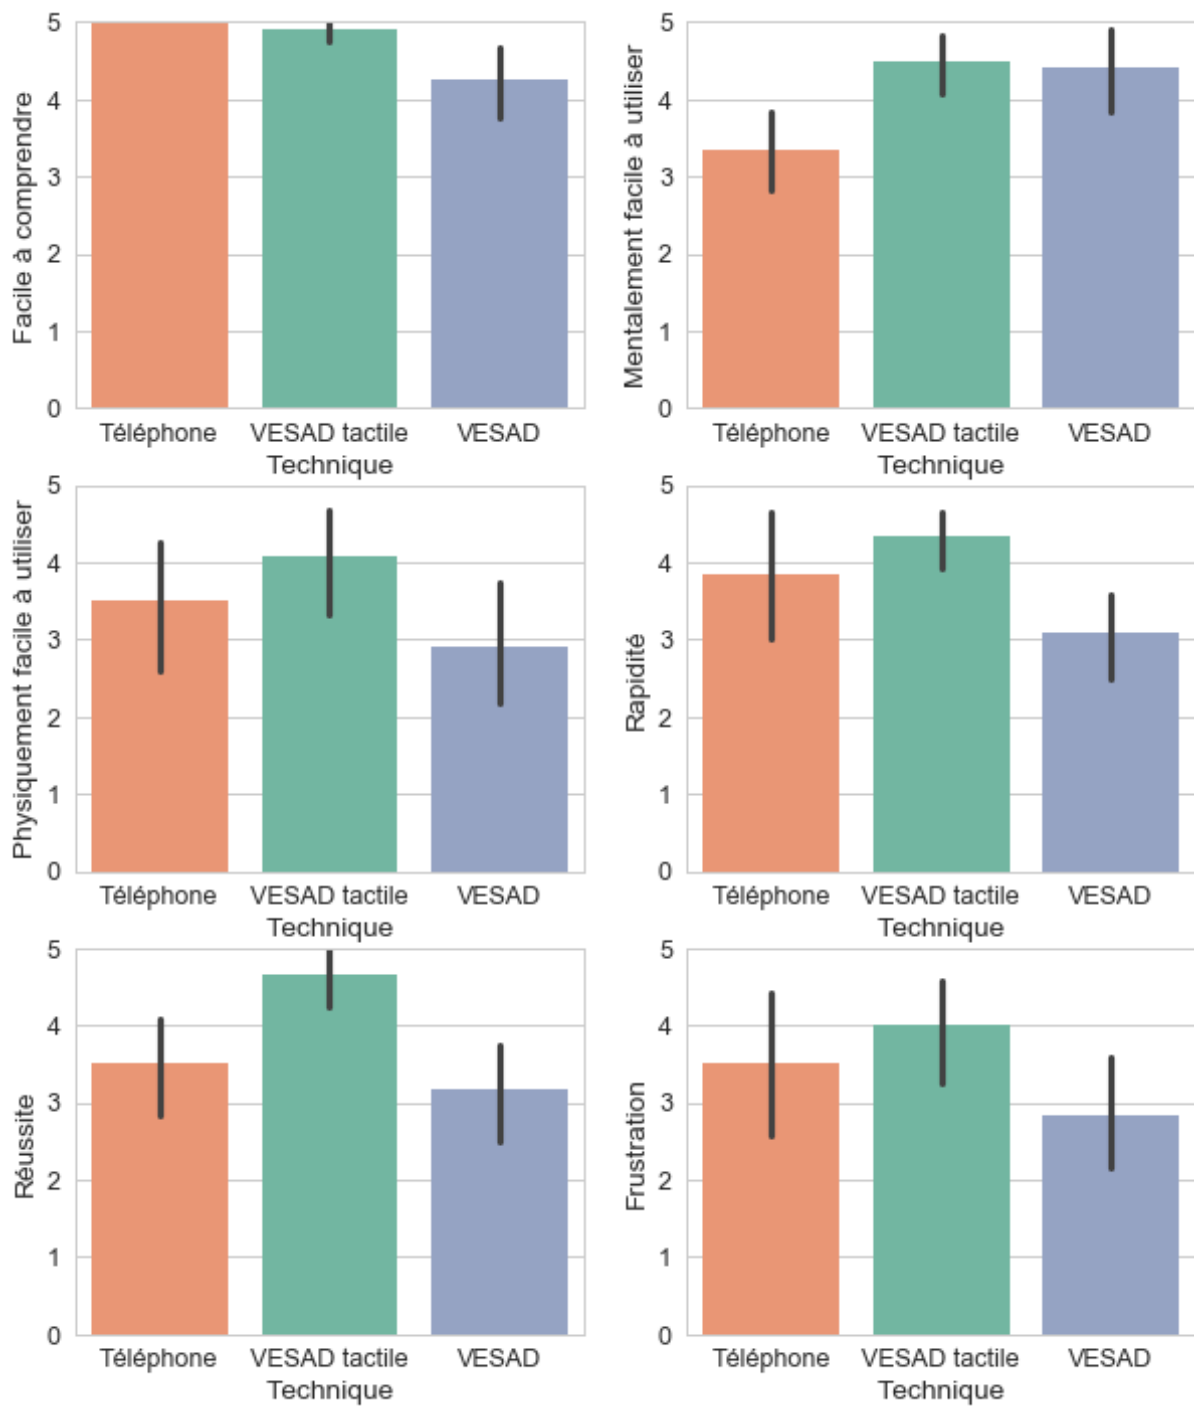 Facile à comprendre
5
4
3
2
1
0
Téléphone VESAD tactile VESAD
Technique
Mentalement facile à utiliser
5
4
3
2
1
0
Téléphone VESAD tactile VESAD
Technique
Physiquement facile à utiliser
5
4
3
2
1
0
Téléphone VESAD tactile VESAD
Technique
Rapidité
5
4
3
2
1
0
Téléphone VESAD tactile VESAD
Technique
Réussite
5
4
3
2
1
0
Téléphone VESAD tactile VESAD
Technique
Frustration
5
4
3
2
1
0
Téléphone VESAD tactile VESAD
Technique